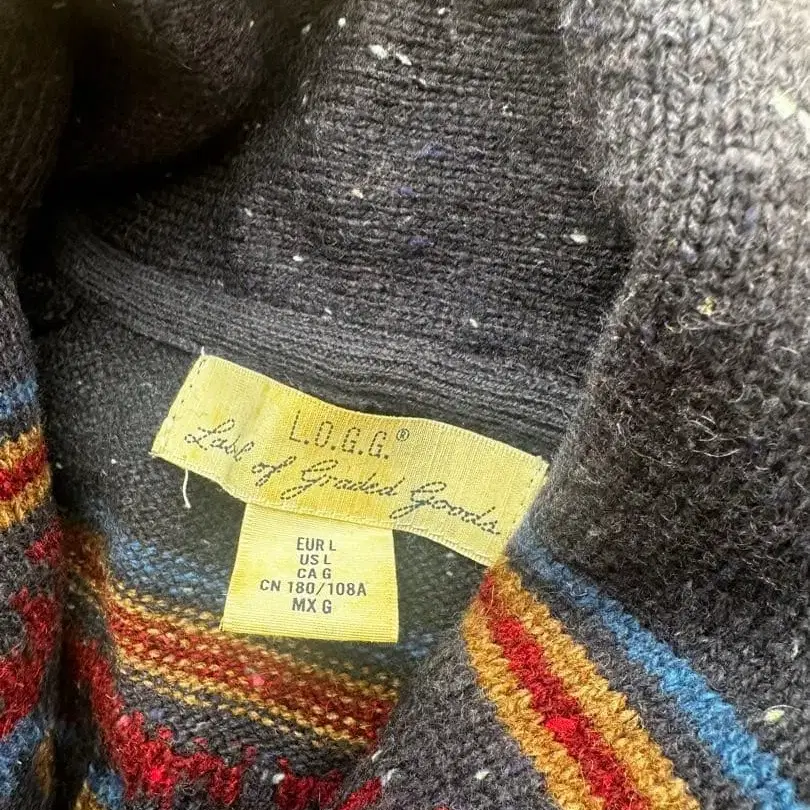 L.O.G.G.®
Label of Graded Goods
EUR L
US L
CA G
CN 180/108A
MX G